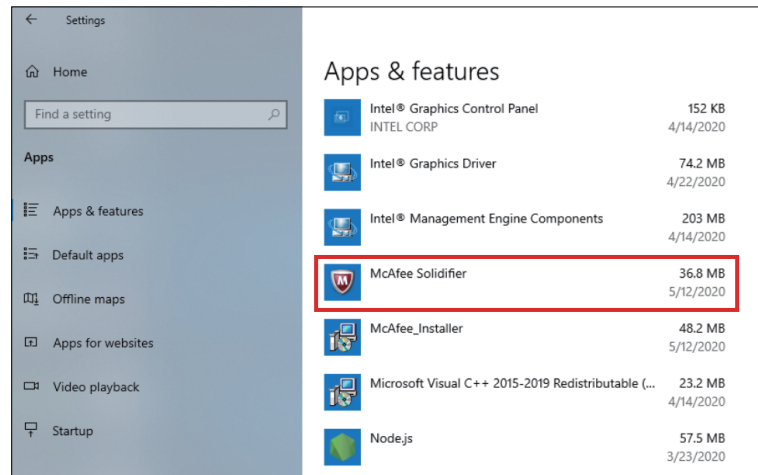 Settings
Home
Find a setting
Apps
Apps & features
Default apps
Offline maps
Apps for websites
Video playback
Startup
Apps & features
Intel® Graphics Control Panel 152 KB
INTEL CORP 4/14/2020
Intel® Graphics Driver 74.2 MB
4/22/2020
Intel® Management Engine Components 203 MB
4/14/2020
McAfee Solidifier 36.8 MB
5/12/2020
McAfee_Installer 48.2 MB
5/12/2020
Microsoft Visual C++ 2015-2019 Redistributable (... 23.2 MB
4/14/2020
Node.js 57.5 MB
3/23/2020